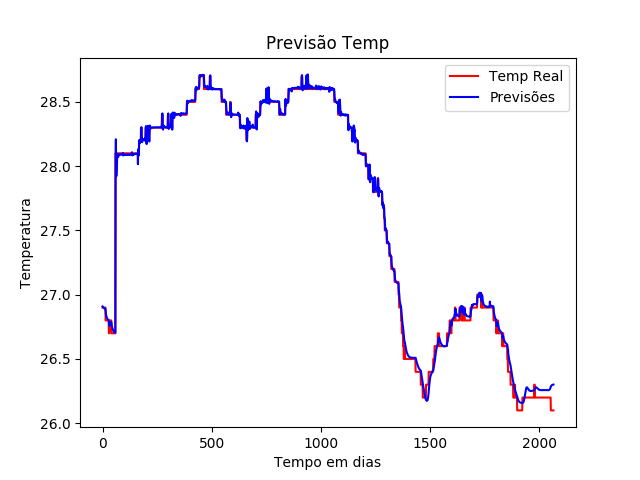 Previsão Temp
Temp Real
Previsões
28.5
28.0
27.5
27.0
26.5
26.0
Temperatura
0 500 1000 1500 2000
Tempo em dias